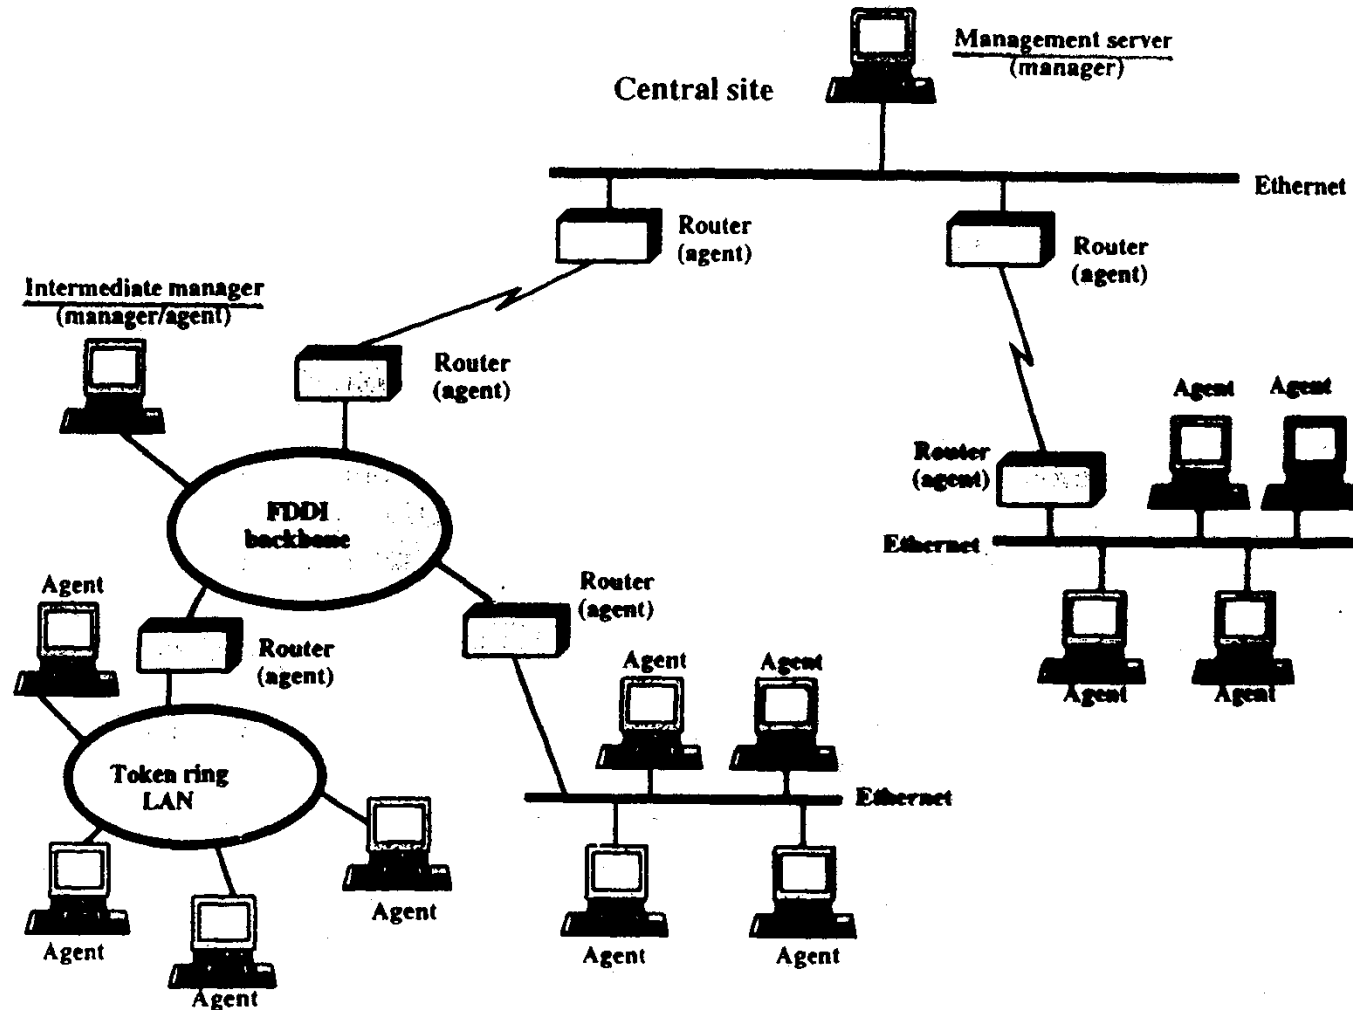 Management server
(manager)
Central site
Ethernet
Router
(agent)
Router
(agent)
Intermediate manager
(manager/agent)
Router
(agent)
Agent
Agent
Router
(agent)
FDDI
backbone
Ethernet
Agent
Router
(agent)
Router
(agent)
Agent
Agent
Agent
Agent
Token ring
LAN
Ethernet
Agent
Agent
Agent
Agent
Agent